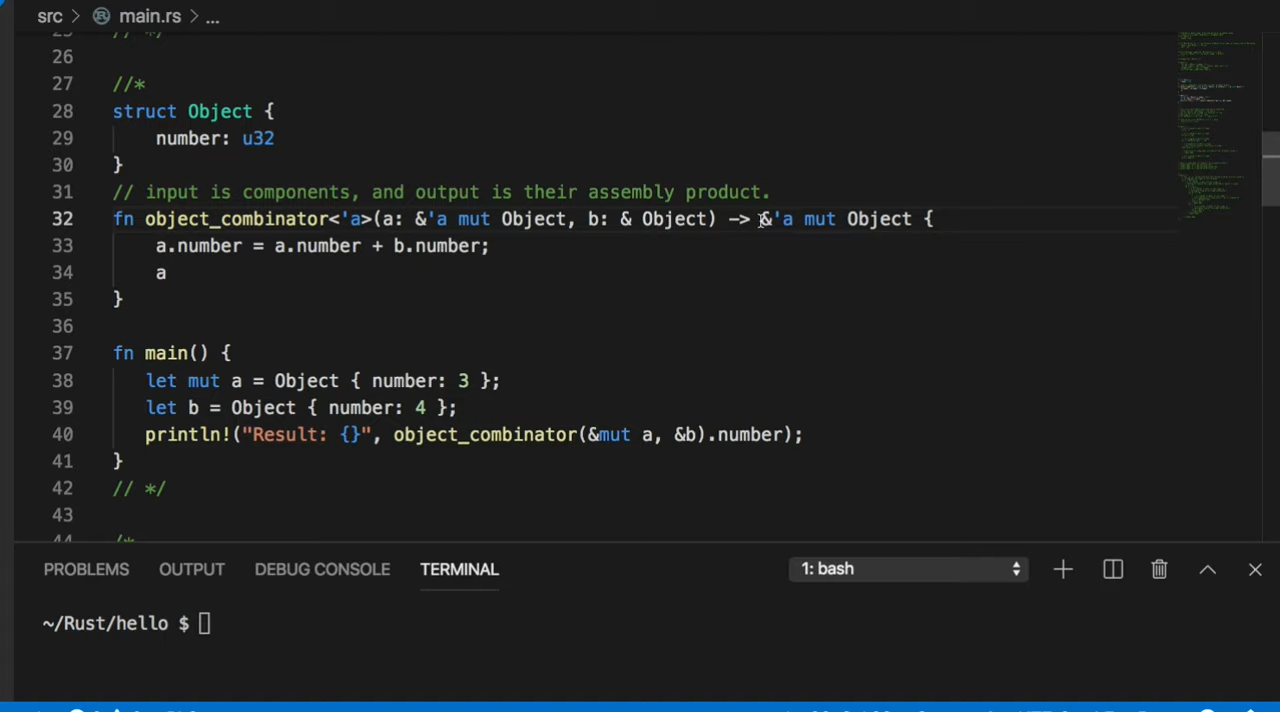 src > main.rs > ...
25 // */
26
27 //*
28 struct Object {
29 number: u32
30 }
31 // input is components, and output is their assembly product.
32 fn object_combinator<'a>(a: &'a mut Object, b: & Object) -> &'a mut Object {
33 a.number = a.number + b.number;
34 a
35 }
36
37 fn main() {
38 let mut a = Object { number: 3 };
39 let b = Object { number: 4 };
40 println!("Result: {}", object_combinator(&mut a, &b).number);
41 }
42 // */
43
44 /*
PROBLEMS OUTPUT DEBUG CONSOLE TERMINAL 1: bash
~/Rust/hello $